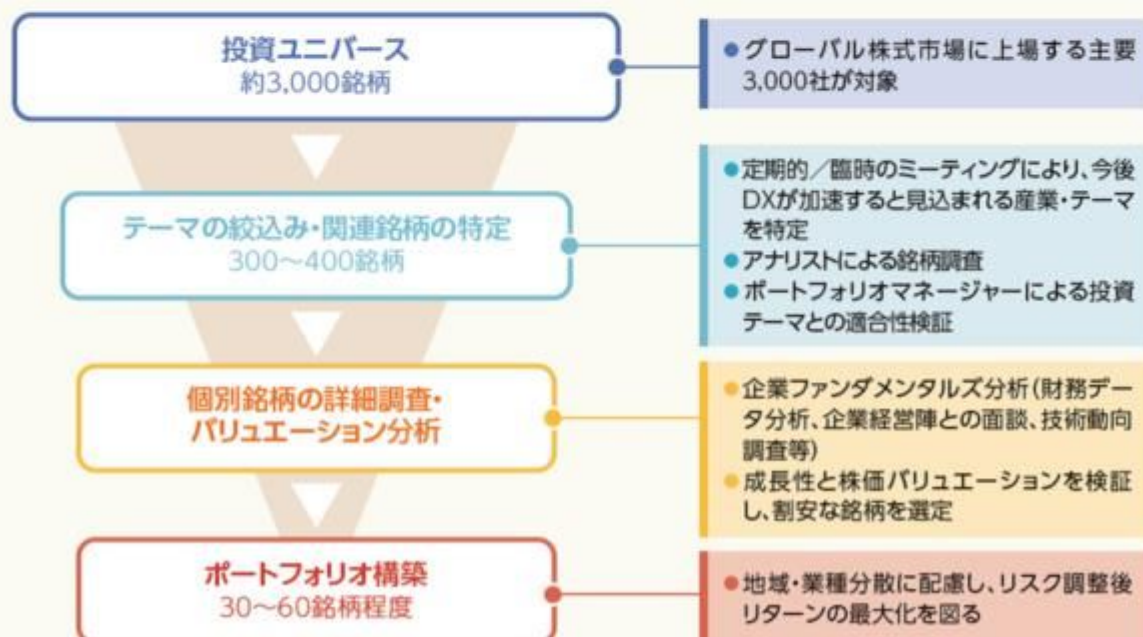 投資ユニバース
約3,000銘柄
●グローバル株式市場に上場する主要
3,000社が対象
テーマの絞込み・関連銘柄の特定
300〜400銘柄
●定期的／臨時のミーティングにより、今後
DXが加速すると見込まれる産業・テーマ
を特定
●アナリストによる銘柄調査
●ポートフォリオマネージャーによる投資
テーマとの適合性検証
個別銘柄の詳細調査・
バリュエーション分析
●企業ファンダメンタルズ分析(財務デー
タ分析、企業経営陣との面談、技術動向
調査等)
●成長性と株価バリュエーションを検証
し、割安な銘柄を選定
ポートフォリオ構築
30〜60銘柄程度
●地域・業種分散に配慮し、リスク調整後
リターンの最大化を図る